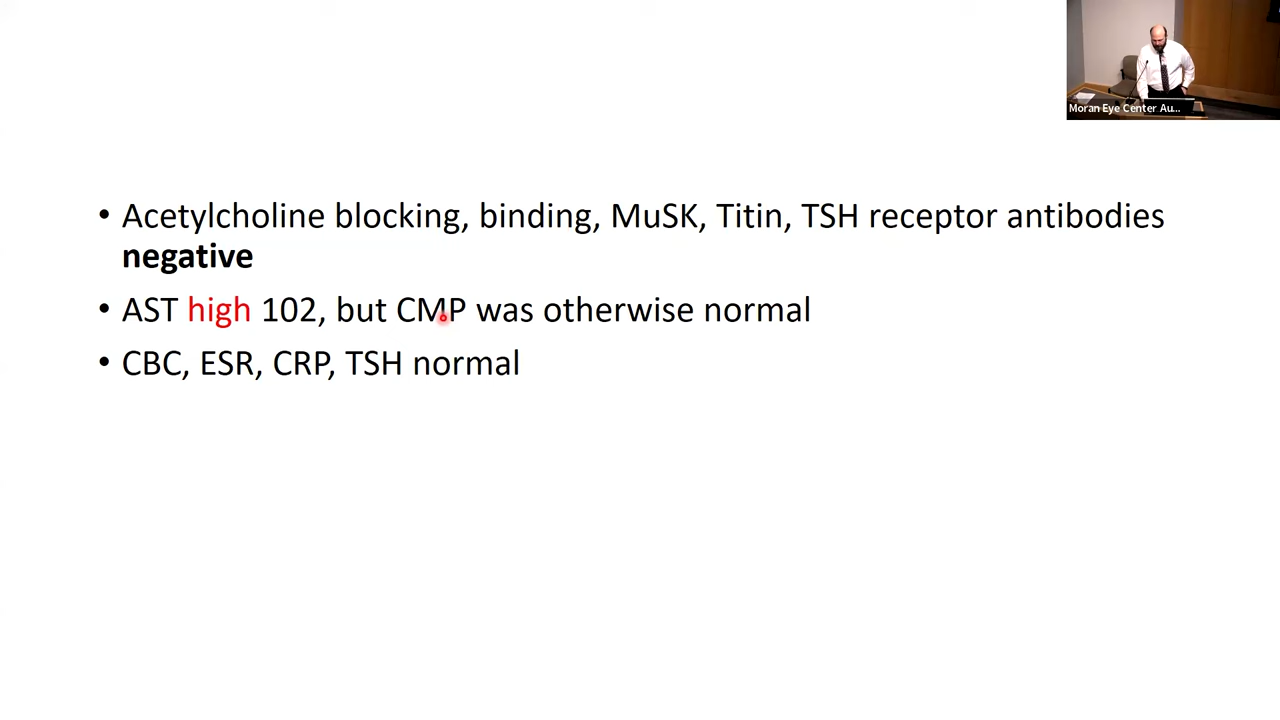 Moran Eye Center Au...
• Acetylcholine blocking, binding, MuSK, Titin, TSH receptor antibodies
negative
• AST high 102, but CMP was otherwise normal
• CBC, ESR, CRP, TSH normal